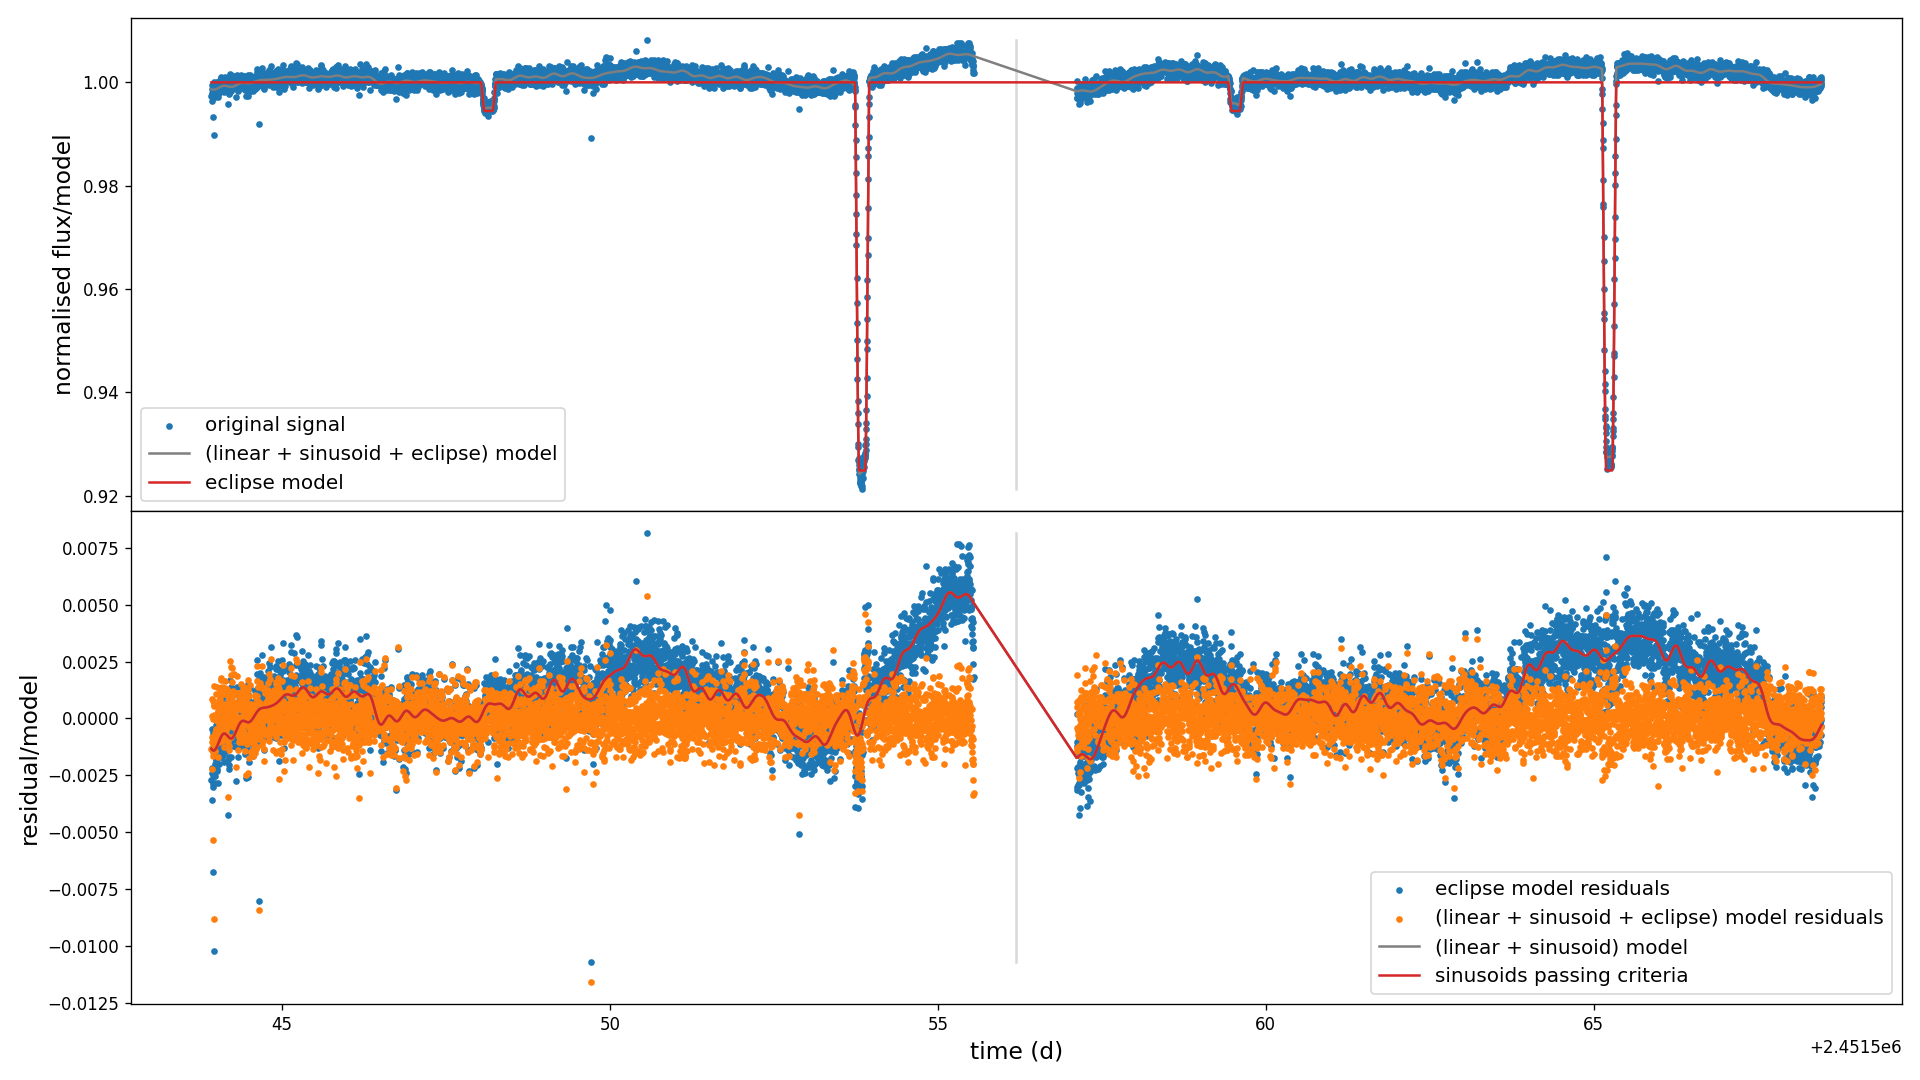 normalised flux/model
1.00
0.98
0.96
0.94
0.92
original signal
(linear + sinusoid + eclipse) model
eclipse model
residual/model
0.0075
0.0050
0.0025
0.0000
−0.0025
−0.0050
−0.0075
−0.0100
−0.0125
eclipse model residuals
(linear + sinusoid + eclipse) model residuals
(linear + sinusoid) model
sinusoids passing criteria
45 50 55 60 65
time (d)
+2.4515e6